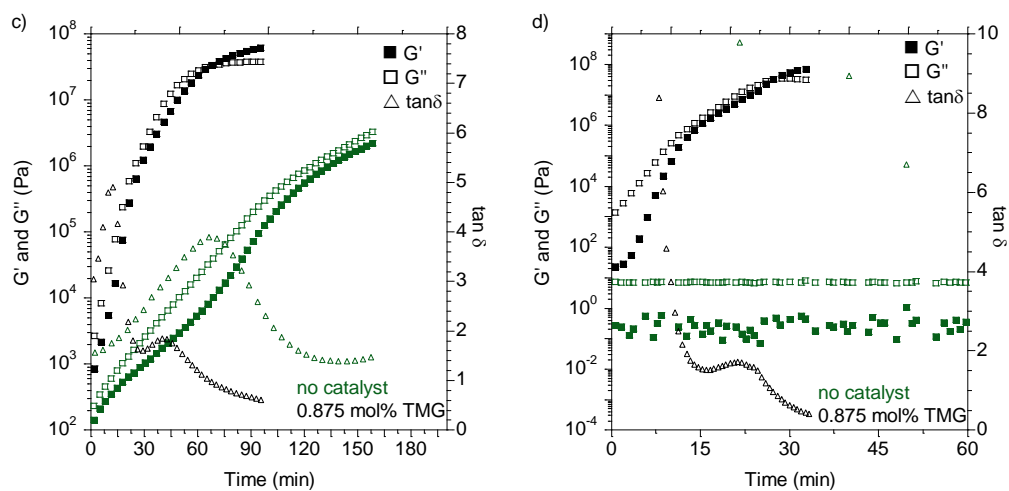 c)
G' and G'' (Pa)
10^8
10^7
10^6
10^5
10^4
10^3
10^2
0 30 60 90 120 150 180
Time (min)
8
7
6
5
4
3
2
1
0
tan δ
■ G'
□ G''
△ tanδ
no catalyst
0.875 mol% TMG
d)
G' and G'' (Pa)
10^8
10^6
10^4
10^2
10^0
10^-2
10^-4
0 15 30 45 60
Time (min)
10
8
6
4
2
0
tan δ
■ G'
□ G''
△ tanδ
no catalyst
0.875 mol% TMG